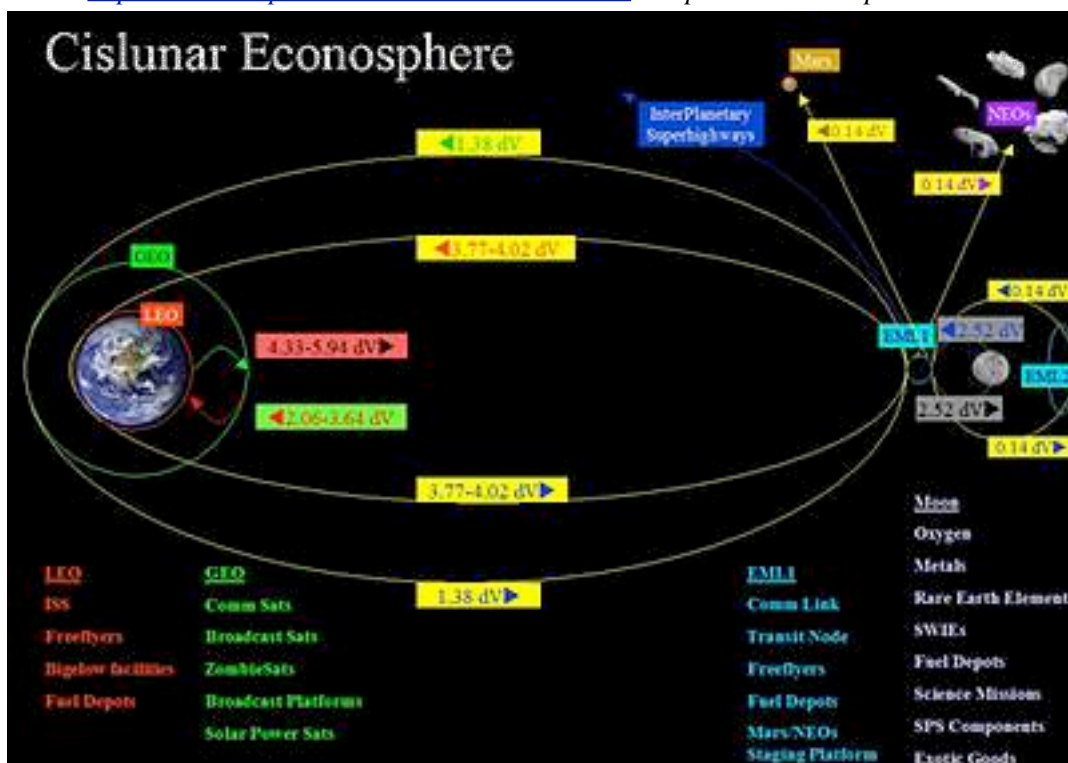 Cislunar Econosphere
Mars
NEOs
InterPlanetary
Superhighways
◀0.14 dV
◀1.38 dV
0.14 dV▶
◀3.77-4.02 dV
GEO
LEO
◀0.14 dV
EML1
◀2.52 dV
4.33-5.94 dV▶
EML2
◀2.06-3.64 dV
2.52 dV▶
0.14 dV▶
3.77-4.02 dV▶
1.38 dV▶
LEO
ISS
Freeflyers
Bigelow facilities
Fuel Depots
GEO
Comm Sats
Broadcast Sats
ZombieSats
Broadcast Platforms
Solar Power Sats
EML1
Comm Link
Transit Node
Freeflyers
Fuel Depots
Mars/NEOs
Staging Platform
Moon
Oxygen
Metals
Rare Earth Element
SWIEs
Fuel Depots
Science Missions
SPS Components
Exotic Goods